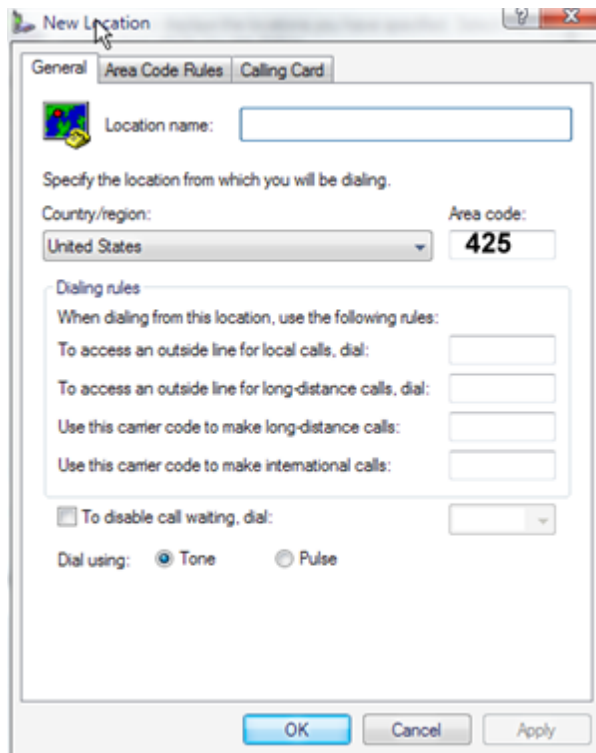 New Location
General Area Code Rules Calling Card
Location name:
Specify the location from which you will be dialing.
Country/region: Area code:
United States 425
Dialing rules
When dialing from this location, use the following rules:
To access an outside line for local calls, dial:
To access an outside line for long-distance calls, dial:
Use this carrier code to make long-distance calls:
Use this carrier code to make international calls:
To disable call waiting, dial:
Dial using: Tone Pulse
OK Cancel Apply